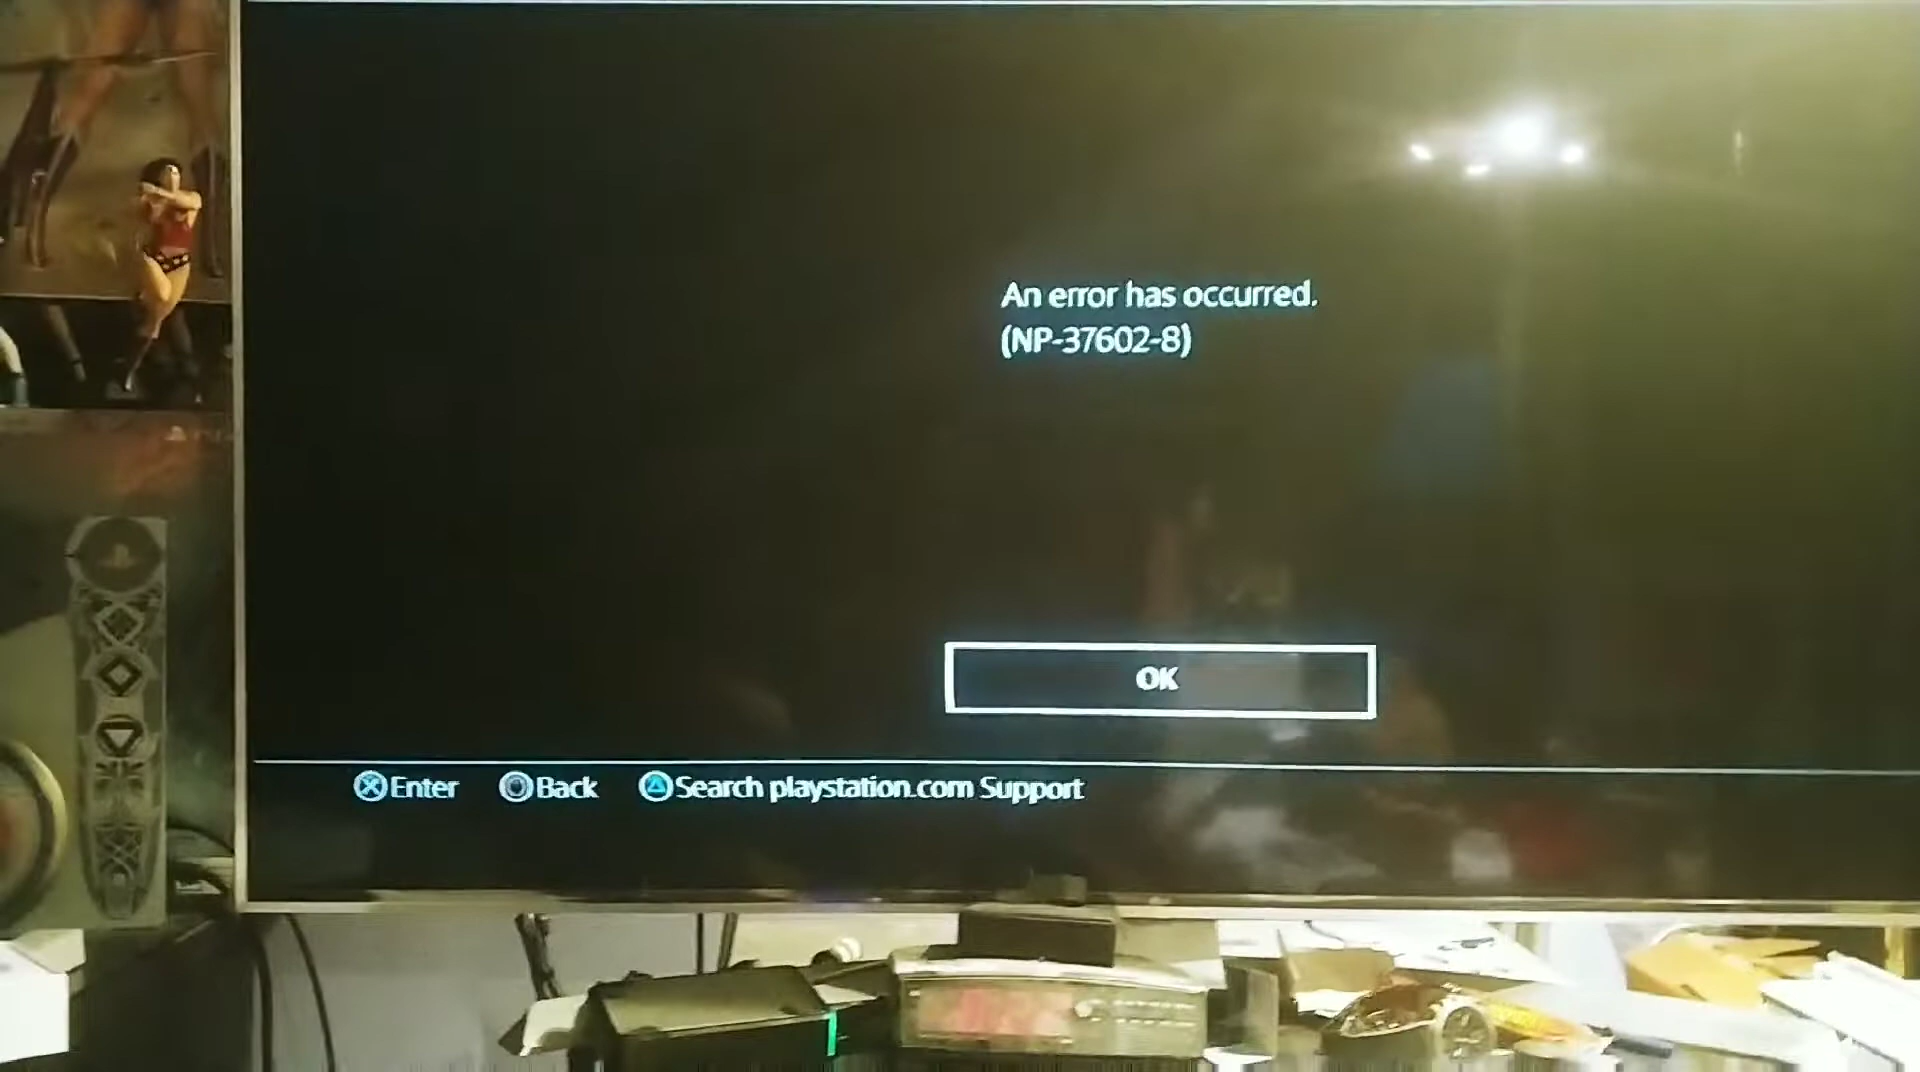 An error has occurred.
(NP-37602-8)
OK
Enter
Back
Search playstation.com Support